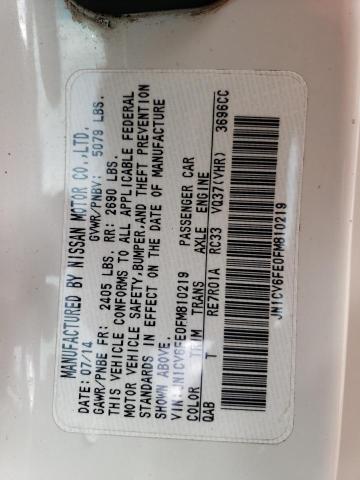 MANUFACTURED BY NISSAN MOTOR CO.,LTD.
DATE: 07/14 GVWR/PNBV: 5079 LBS.
GAWR/PNBE FR: 2405 LBS. RR: 2690 LBS.
THIS VEHICLE CONFORMS TO ALL APPLICABLE FEDERAL
MOTOR VEHICLE SAFETY,BUMPER,AND THEFT PREVENTION
STANDARDS IN EFFECT ON THE DATE OF MANUFACTURE
SHOWN ABOVE.
VIN:JN1CV6FE0FM810219 PASSENGER CAR
COLOR TRIM TRANS AXLE ENGINE
QAB T RE7R01A RC33 VQ37(VHR) 3696CC
JN1CV6FE0FM810219